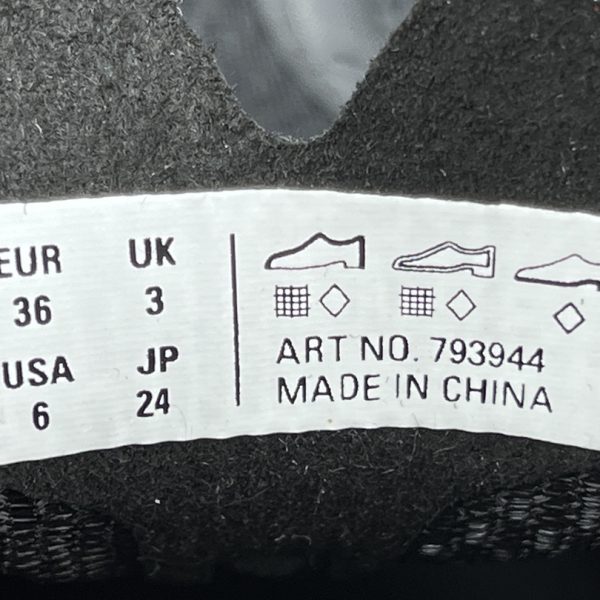 EUR UK
36 3
USA JP
6 24
ART NO. 793944
MADE IN CHINA